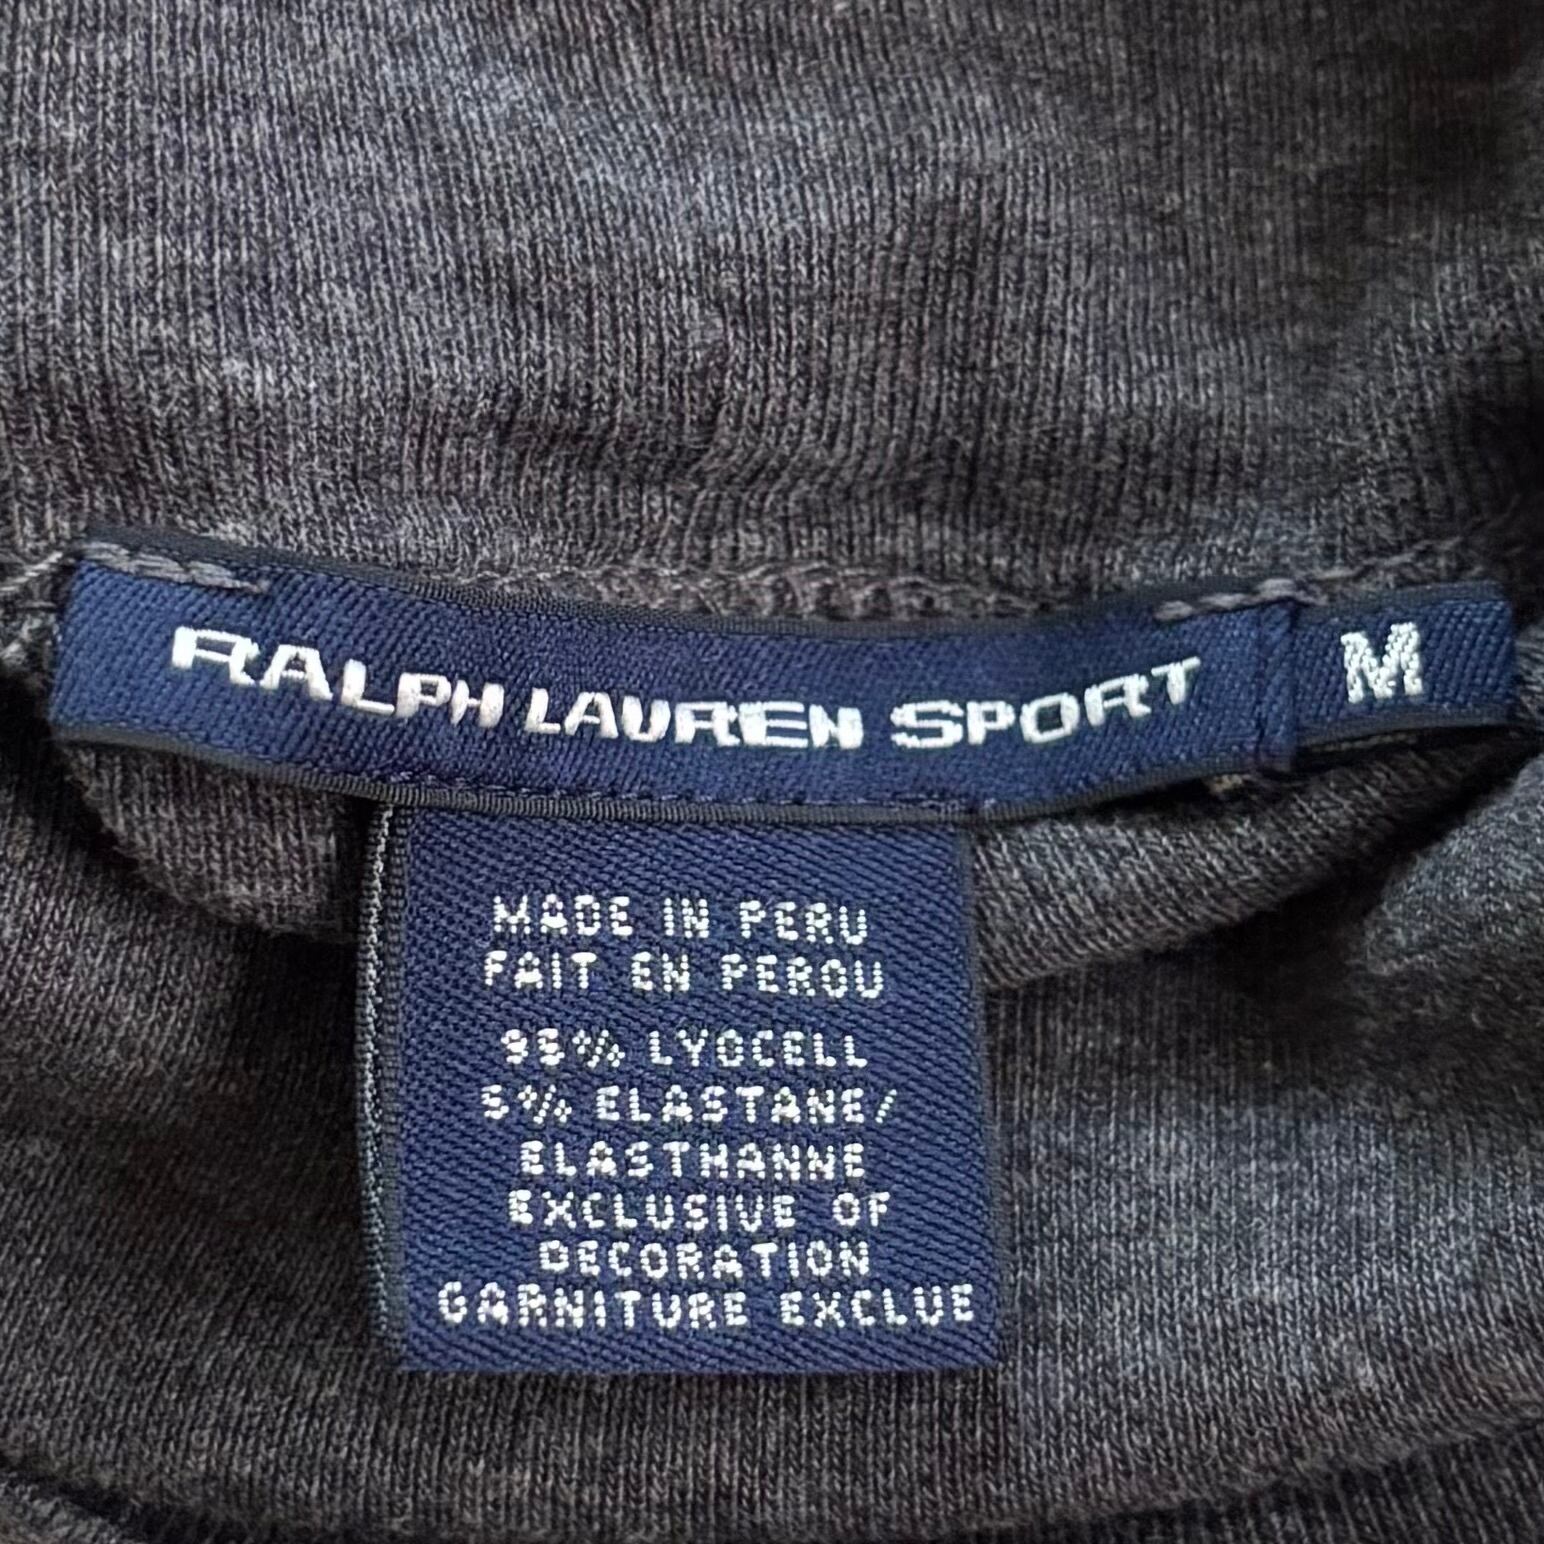 RALPH LAUREN SPORT M
MADE IN PERU
FAIT EN PEROU
95% LYOCELL
5% ELASTANE/
ELASTHANNE
EXCLUSIVE OF
DECORATION
GARNITURE EXCLUE